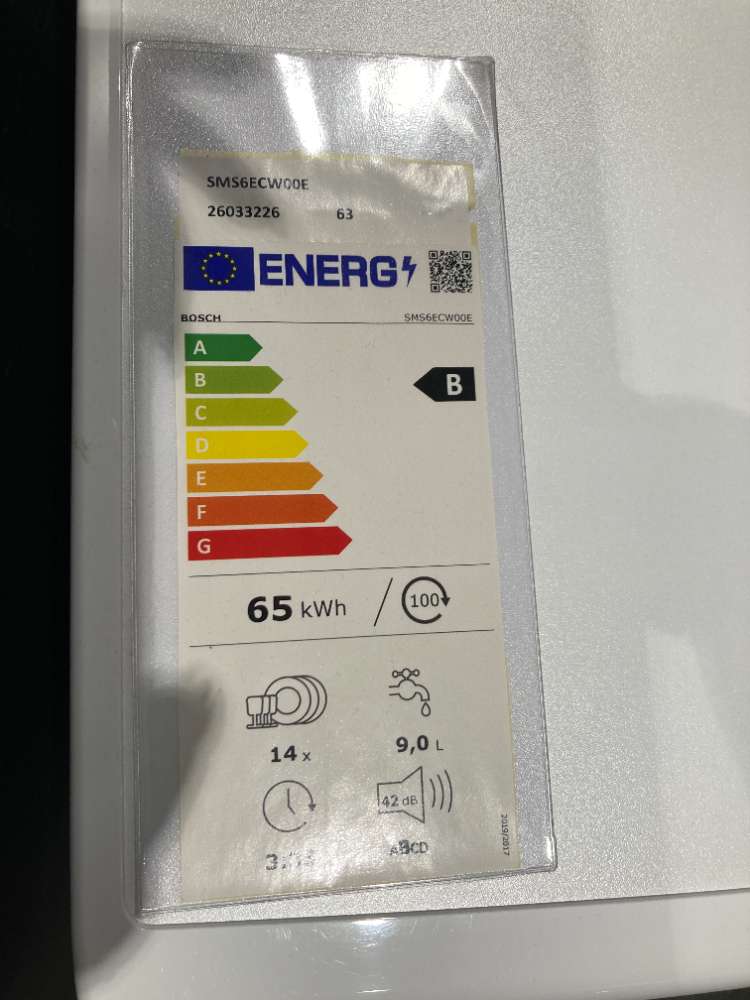 SMS6ECW00E
26033226 63
ENERG
BOSCH SMS6ECW00E
A
B
B
C
D
E
F
G
65 kWh / 100
14 x
9,0 L
42 dB
ABCD
2019/2017